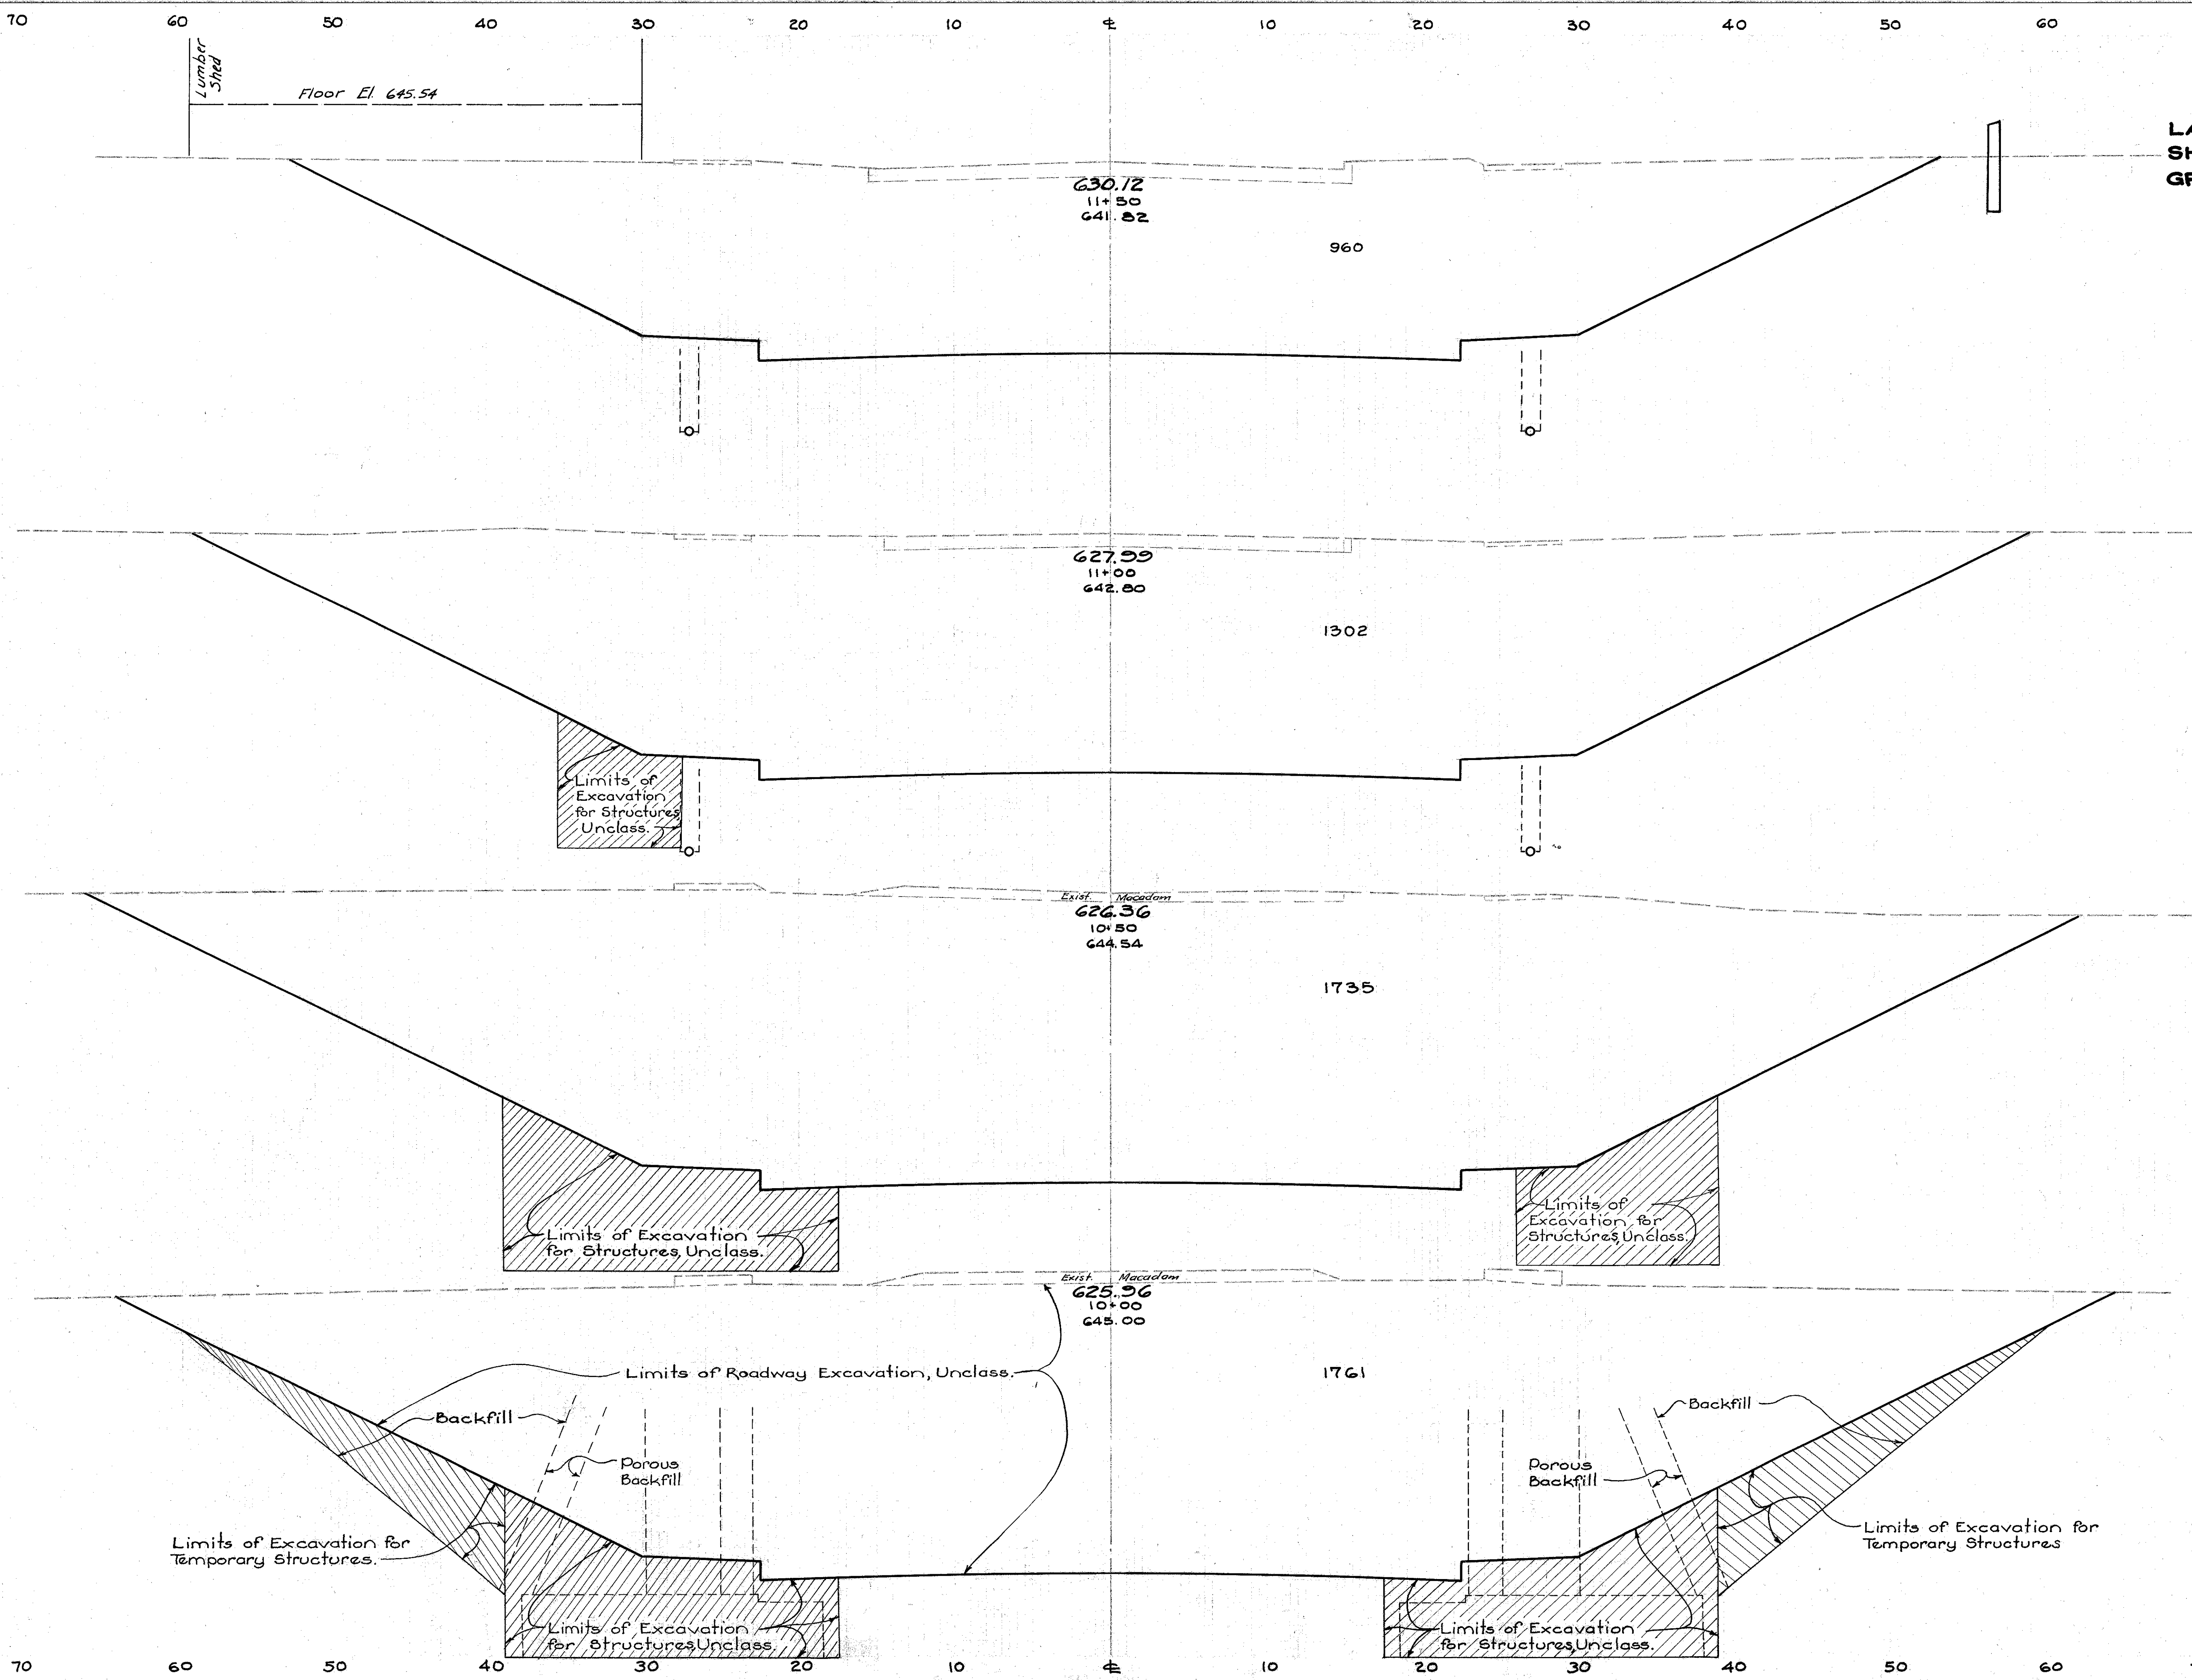 70 60 50 40 30 20 10 ℄ 10 20 30 40 50 60
Lumber
Shed
Floor El. 645.54
630.12
11+50
641.82
960
627.99
11+00
642.80
1302
Limits of
Excavation
for Structures
Unclass.
Exist. Macadam
626.36
10+50
644.54
1735
Limits of Excavation
for Structures, Unclass.
Limits of
Excavation for
Structures, Unclass.
Exist. Macadam
625.96
10+00
645.00
Limits of Roadway Excavation, Unclass.
1761
Backfill
Backfill
Porous
Backfill
Porous
Backfill
Limits of Excavation for
Temporary Structures.
Limits of Excavation for
Temporary Structures
Limits of Excavation
for Structures, Unclass.
Limits of Excavation
for Structures, Unclass.
70 60 50 40 30 20 10 ℄ 10 20 30 40 50 60